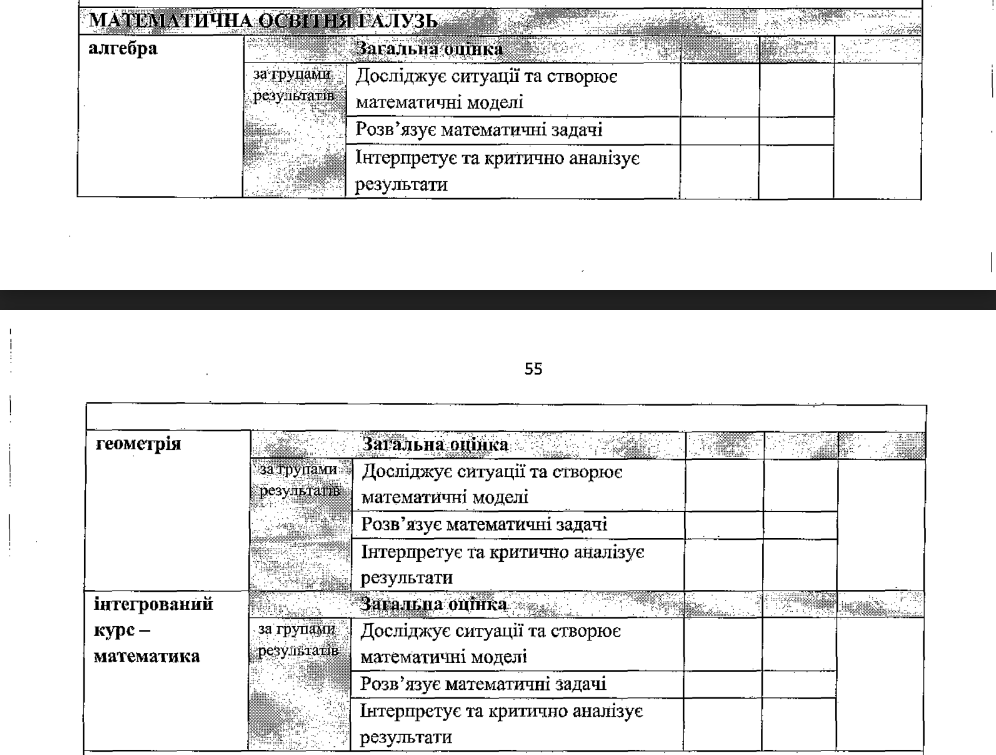 МАТЕМАТИЧНА ОСВІТНЯ ГАЛУЗЬ
алгебра
Загальна оцінка
за групами
результатів
Досліджує ситуації та створює
математичні моделі
Розв’язує математичні задачі
Інтерпретує та критично аналізує
результати
55
геометрія
Загальна оцінка
за групами
результатів
Досліджує ситуації та створює
математичні моделі
Розв’язує математичні задачі
Інтерпретує та критично аналізує
результати
інтегрований
курс –
математика
Загальна оцінка
за групами
результатів
Досліджує ситуації та створює
математичні моделі
Розв’язує математичні задачі
Інтерпретує та критично аналізує
результати